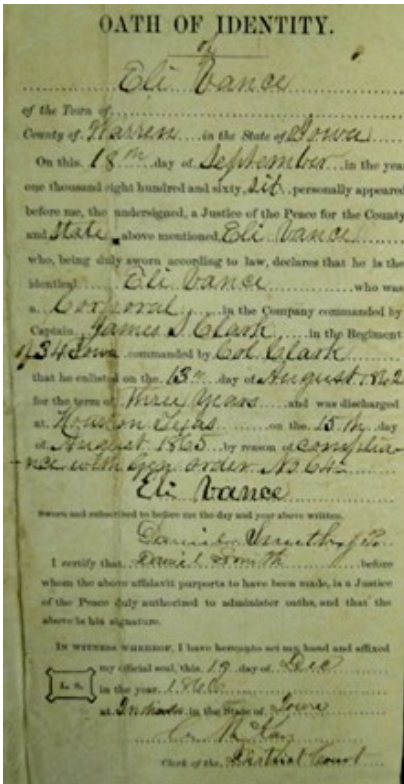 OATH OF IDENTITY.
of
Eli Vance
of the Town of
County of Warren in the State of Iowa
On this 18th day of September in the year
one thousand eight hundred and sixty, six personally appeared
before me, the undersigned, a Justice of the Peace for the County
and State above mentioned, Eli Vance
who, being duly sworn according to law, declares that he is the
identical Eli Vance who was
a Corporal in the Company commanded by
Captain James S. Clark in the Regiment
of 34 Iowa commanded by Col Clark
that he enlisted on the 13th day of August 1862
for the term of three years and was discharged
at Houston Texas on the 15th day
of August 1865 by reason of complia-
-nce with Gen order No. 64
Eli Vance
Sworn and subscribed to before me the day and year above written.
Daniel Smith J.P.
I certify that Daniel Smith before
whom the above affidavit purports to have been made, is a Justice
of the Peace duly authorized to administer oaths, and that the
above is his signature.
IN WITNESS WHEREOF, I have hereunto set my hand and affixed
my official seal, this 19 day of Dec
L. S. in the year 1866
at in the State of Iowa
Clerk of the District Court